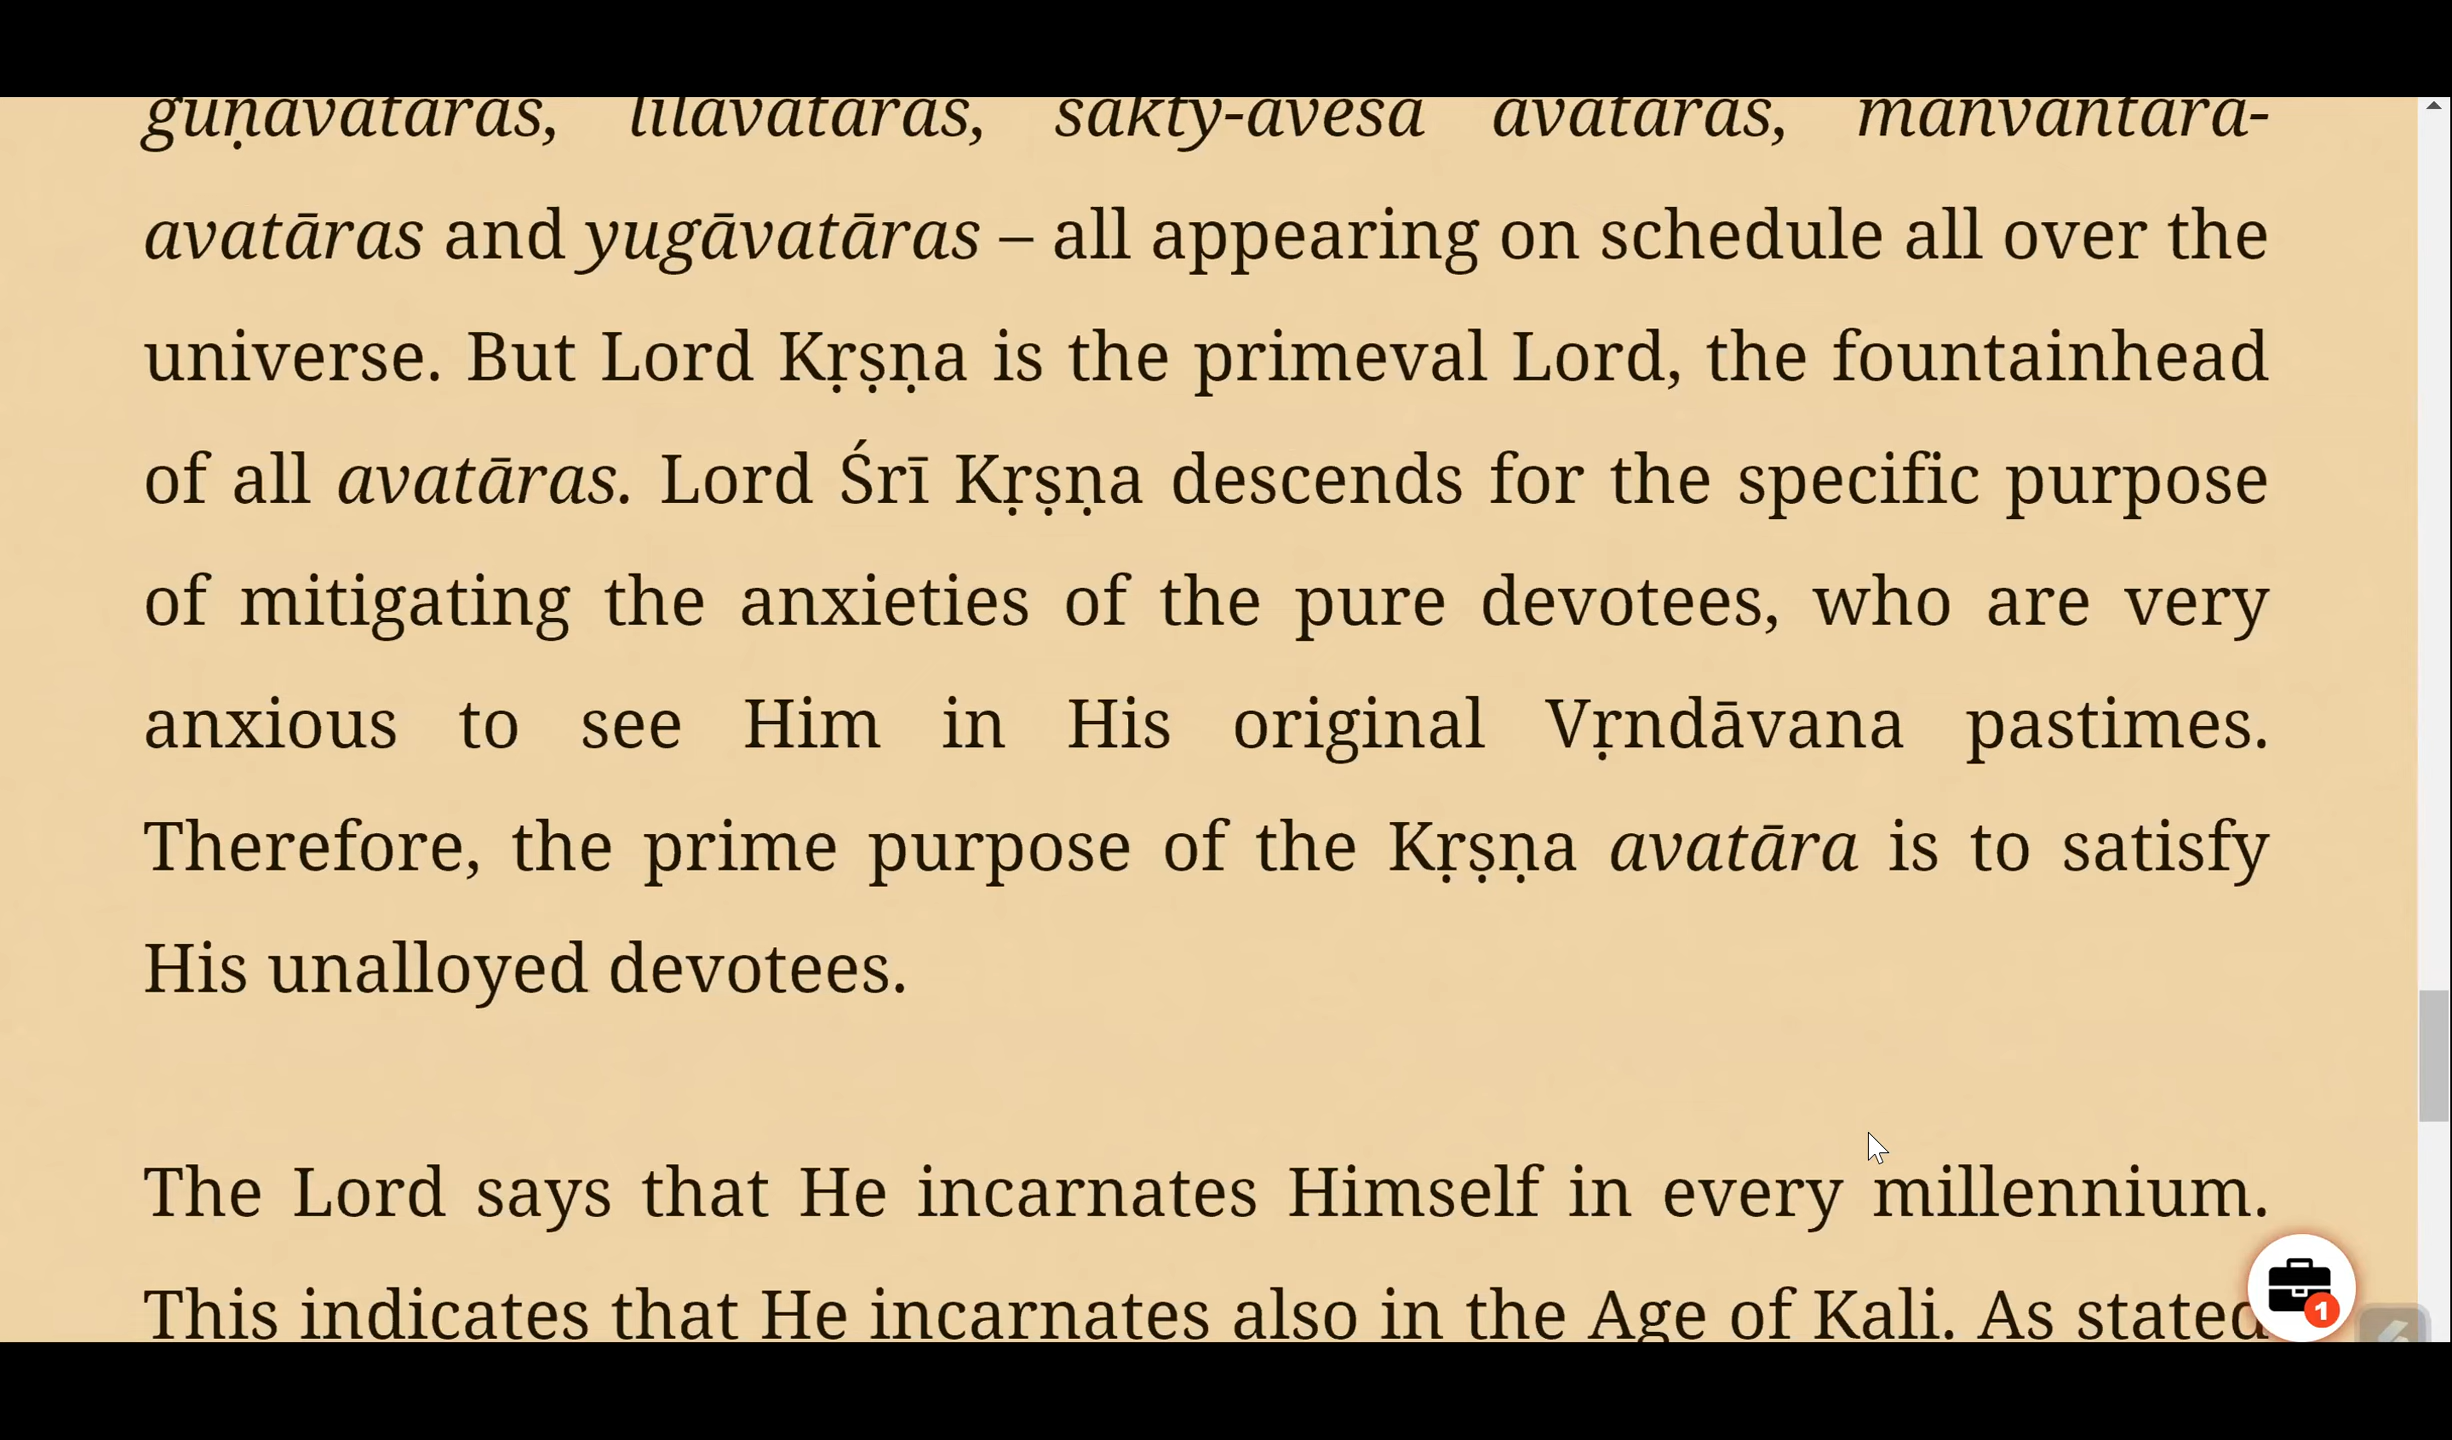 guṇāvatāras, līlāvatāras, śakty-āveśa avatāras, manvantara-
avatāras and yugāvatāras – all appearing on schedule all over the
universe. But Lord Kṛṣṇa is the primeval Lord, the fountainhead
of all avatāras. Lord Śrī Kṛṣṇa descends for the specific purpose
of mitigating the anxieties of the pure devotees, who are very
anxious to see Him in His original Vṛndāvana pastimes.
Therefore, the prime purpose of the Kṛṣṇa avatāra is to satisfy
His unalloyed devotees.
The Lord says that He incarnates Himself in every millennium.
This indicates that He incarnates also in the Age of Kali. As stated
1